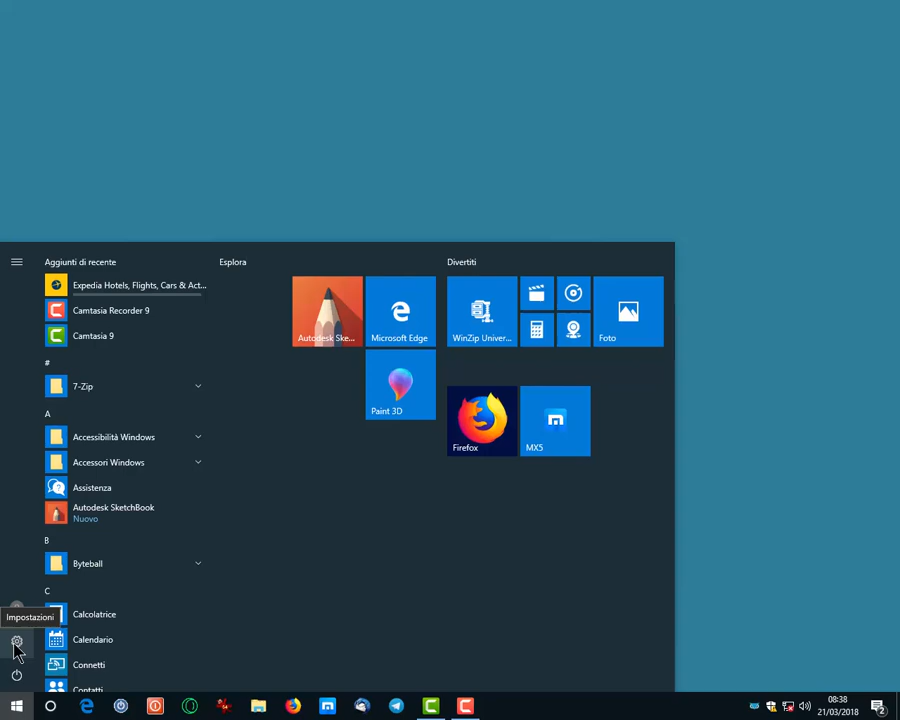 Aggiunti di recente
Esplora
Divertiti
Expedia Hotels, Flights, Cars & Act...
Camtasia Recorder 9
Camtasia 9
Autodesk Ske...
Microsoft Edge
WinZip Univer...
Foto
#
7-Zip
Paint 3D
A
Accessibilità Windows
Accessori Windows
Firefox
MX5
Assistenza
Autodesk SketchBook
Nuovo
B
Byteball
C
Calcolatrice
Impostazioni
Calendario
Connetti
Contatti
08:38
21/03/2018
2